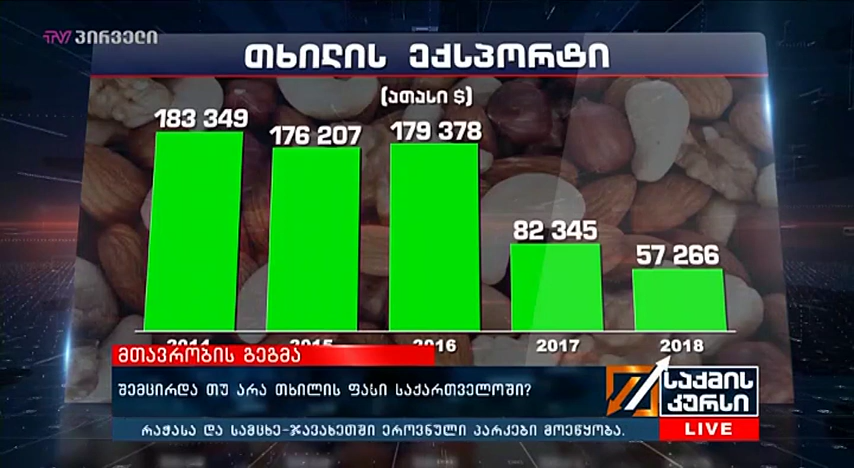 TV პირველი
თხილის ექსპორტი
(ათასი $)
183 349
176 207
179 378
82 345
57 266
2014
2015
2016
2017
2018
მთავრობის გეგმა
შემცირდა თუ არა თხილის ფასი საქართველოში?
საქმის
კურსი
რაჭასა და სამცხე-ჯავახეთში ეროვნული პარკები მოეწყობა.
LIVE